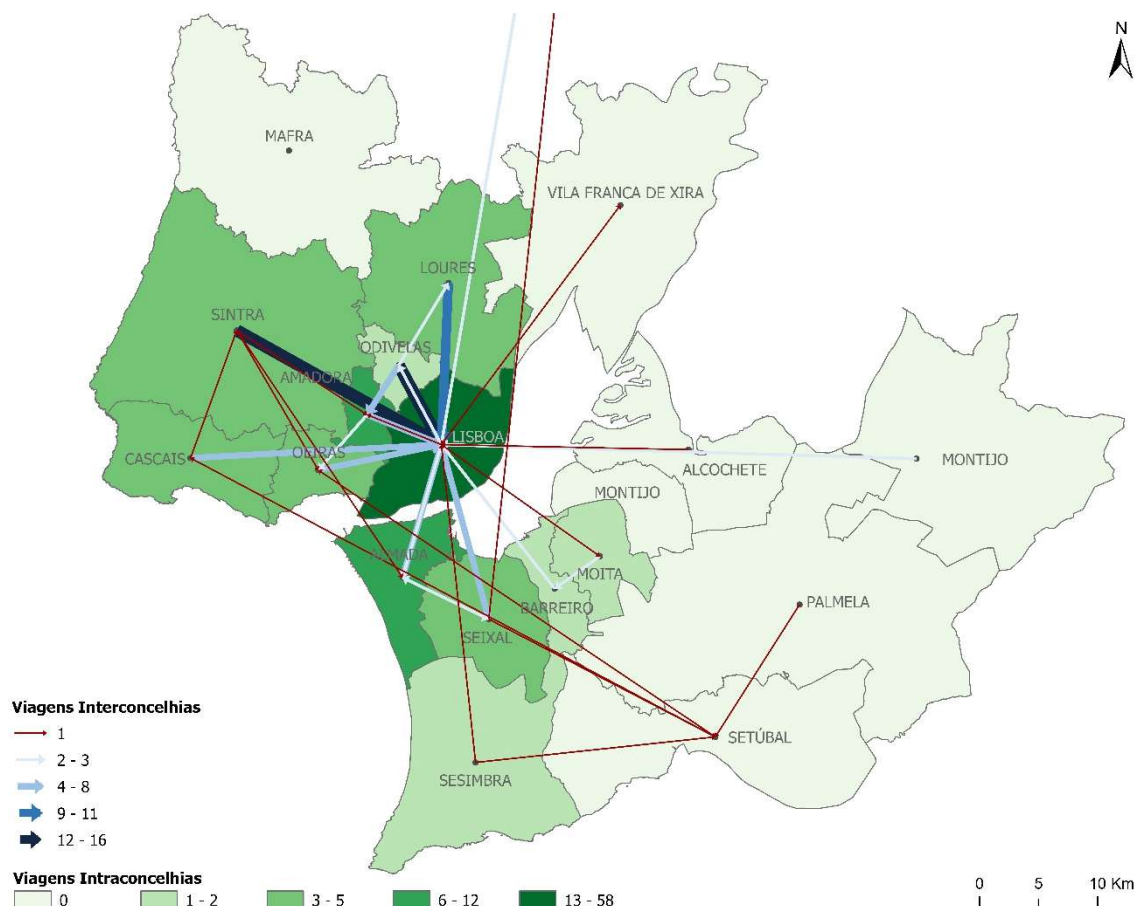 N
MAFRA
VILA FRANCA DE XIRA
LOURES
SINTRA
ODIVELAS
AMADORA
LISBOA
CASCAIS
OEIRAS
ALCOCHETE
MONTIJO
MONTIJO
ALMADA
MOITA
BARREIRO
PALMELA
SEIXAL
SETÚBAL
SESIMBRA
Viagens Interconcelhias
1
2 - 3
4 - 8
9 - 11
12 - 16
Viagens Intraconcelhias
0 1 - 2 3 - 5 6 - 12 13 - 58
0 5 10 Km